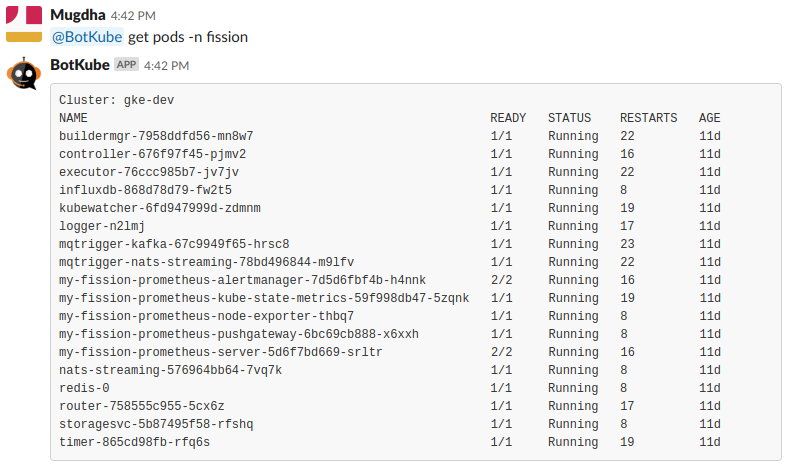 Mugdha 4:42 PM
@BotKube get pods -n fission
BotKube APP 4:42 PM
Cluster: gke-dev
NAME READY STATUS RESTARTS AGE
buildermgr-7958ddfd56-mn8w7 1/1 Running 22 11d
controller-676f97f45-pjmv2 1/1 Running 16 11d
executor-76ccc985b7-jv7jv 1/1 Running 22 11d
influxdb-868d78d79-fw2t5 1/1 Running 8 11d
kubewatcher-6fd947999d-zdmnm 1/1 Running 19 11d
logger-n2lmj 1/1 Running 17 11d
mqtrigger-kafka-67c9949f65-hrsc8 1/1 Running 23 11d
mqtrigger-nats-streaming-78bd496844-m9lfv 1/1 Running 22 11d
my-fission-prometheus-alertmanager-7d5d6fbf4b-h4nnk 2/2 Running 16 11d
my-fission-prometheus-kube-state-metrics-59f998db47-5zqnk 1/1 Running 19 11d
my-fission-prometheus-node-exporter-thbq7 1/1 Running 8 11d
my-fission-prometheus-pushgateway-6bc69cb888-x6xxh 1/1 Running 8 11d
my-fission-prometheus-server-5d6f7bd669-srltr 2/2 Running 16 11d
nats-streaming-576964bb64-7vq7k 1/1 Running 8 11d
redis-0 1/1 Running 8 11d
router-758555c955-5cx6z 1/1 Running 17 11d
storagesvc-5b87495f58-rfshq 1/1 Running 8 11d
timer-865cd98fb-rfq6s 1/1 Running 19 11d